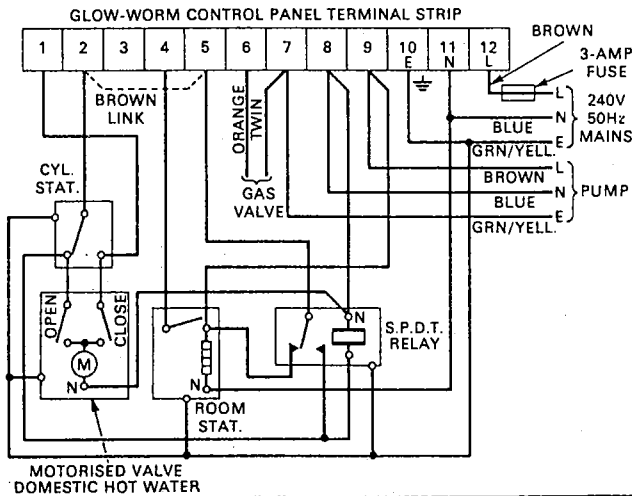 GLOW-WORM CONTROL PANEL TERMINAL STRIP
1 2 3 4 5 6 7 8 9 10 11 12
E N L
BROWN
3-AMP
FUSE
BROWN
LINK
ORANGE
TWIN
GAS
VALVE
L
N
E
240V
50Hz
MAINS
BLUE
GRN/YELL.
L
N
E
PUMP
BROWN
BLUE
GRN/YELL.
CYL.
STAT.
OPEN
CLOSE
M
N
N
ROOM
STAT.
N
S.P.D.T.
RELAY
MOTORISED VALVE
DOMESTIC HOT WATER